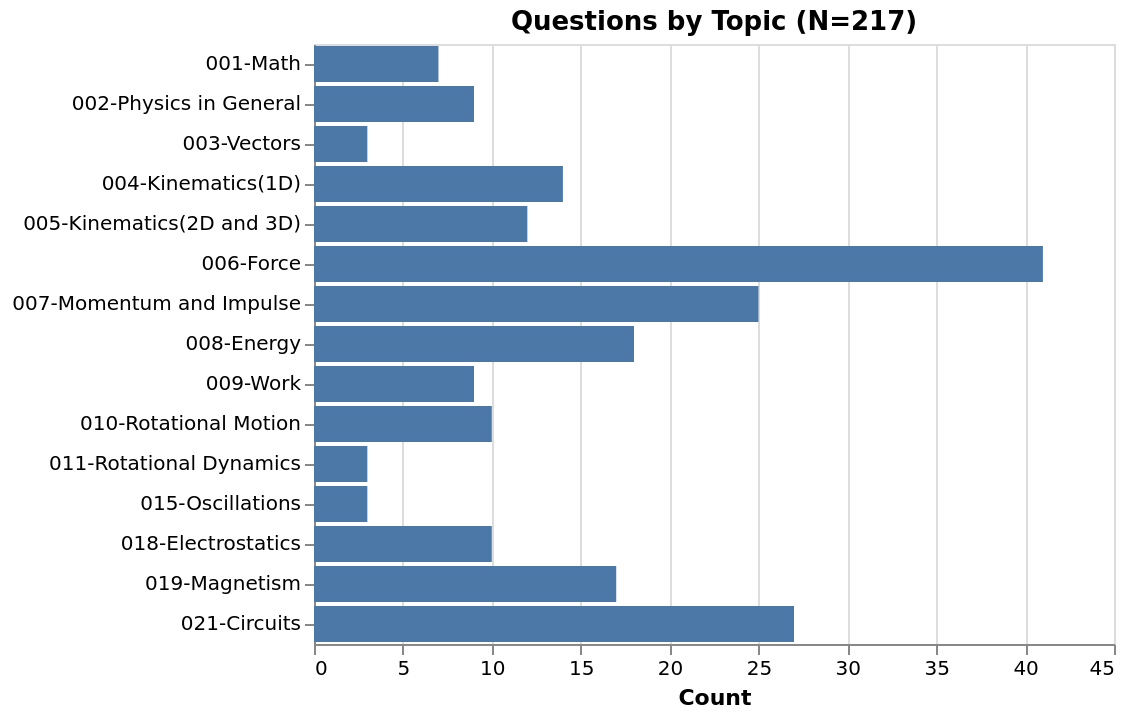 Questions by Topic (N=217)
001-Math
002-Physics in General
003-Vectors
004-Kinematics(1D)
005-Kinematics(2D and 3D)
006-Force
007-Momentum and Impulse
008-Energy
009-Work
010-Rotational Motion
011-Rotational Dynamics
015-Oscillations
018-Electrostatics
019-Magnetism
021-Circuits
0 5 10 15 20 25 30 35 40 45
Count